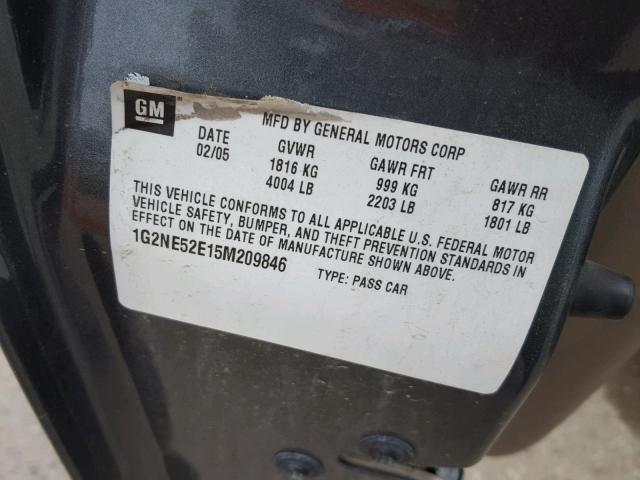 GM
MFD BY GENERAL MOTORS CORP
DATE GVWR GAWR FRT GAWR RR
02/05 1816 KG 999 KG 817 KG
4004 LB 2203 LB 1801 LB
THIS VEHICLE CONFORMS TO ALL APPLICABLE U.S. FEDERAL MOTOR
VEHICLE SAFETY, BUMPER, AND THEFT PREVENTION STANDARDS IN
EFFECT ON THE DATE OF MANUFACTURE SHOWN ABOVE.
1G2NE52E15M209846 TYPE: PASS CAR